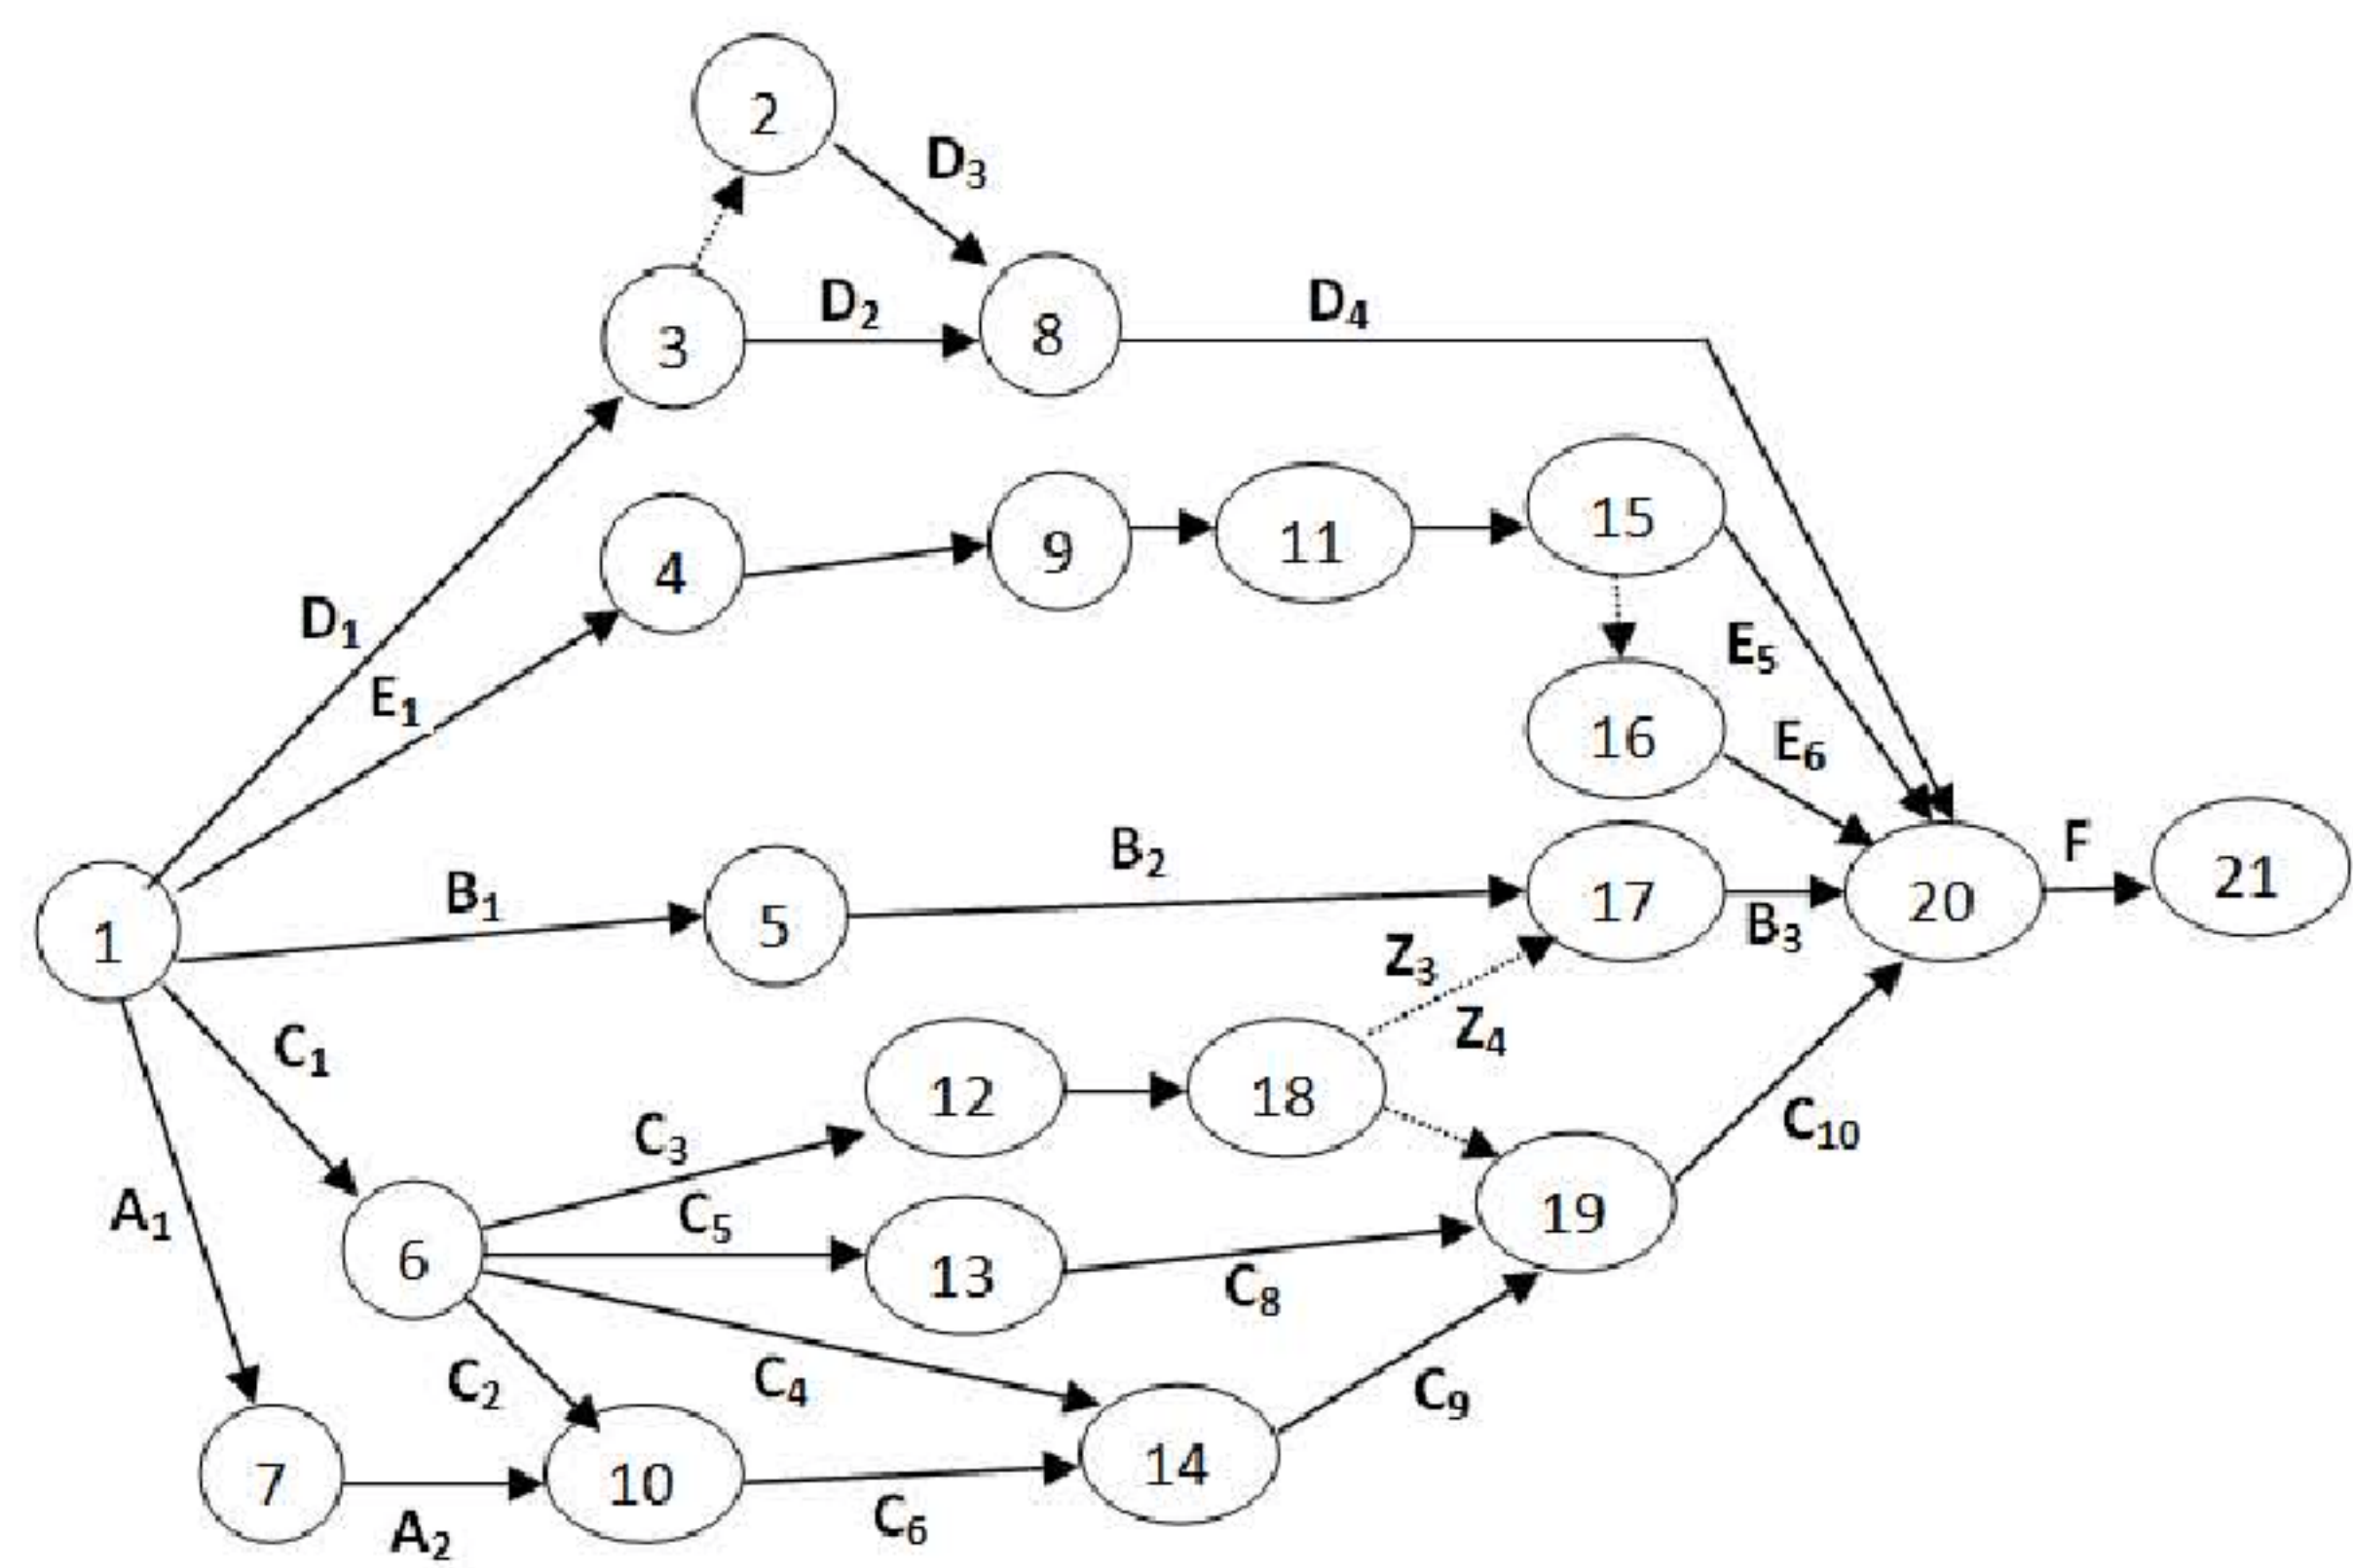 2
D₃
3
D₂
8
D₄
4
9
11
15
D₁
E₁
E₅
16
E₆
1
B₁
5
B₂
17
B₃
20
F
21
Z₃
Z₄
C₁
12
18
C₃
C₁₀
A₁
6
C₅
13
C₈
19
C₂
C₄
C₉
7
A₂
10
C₆
14